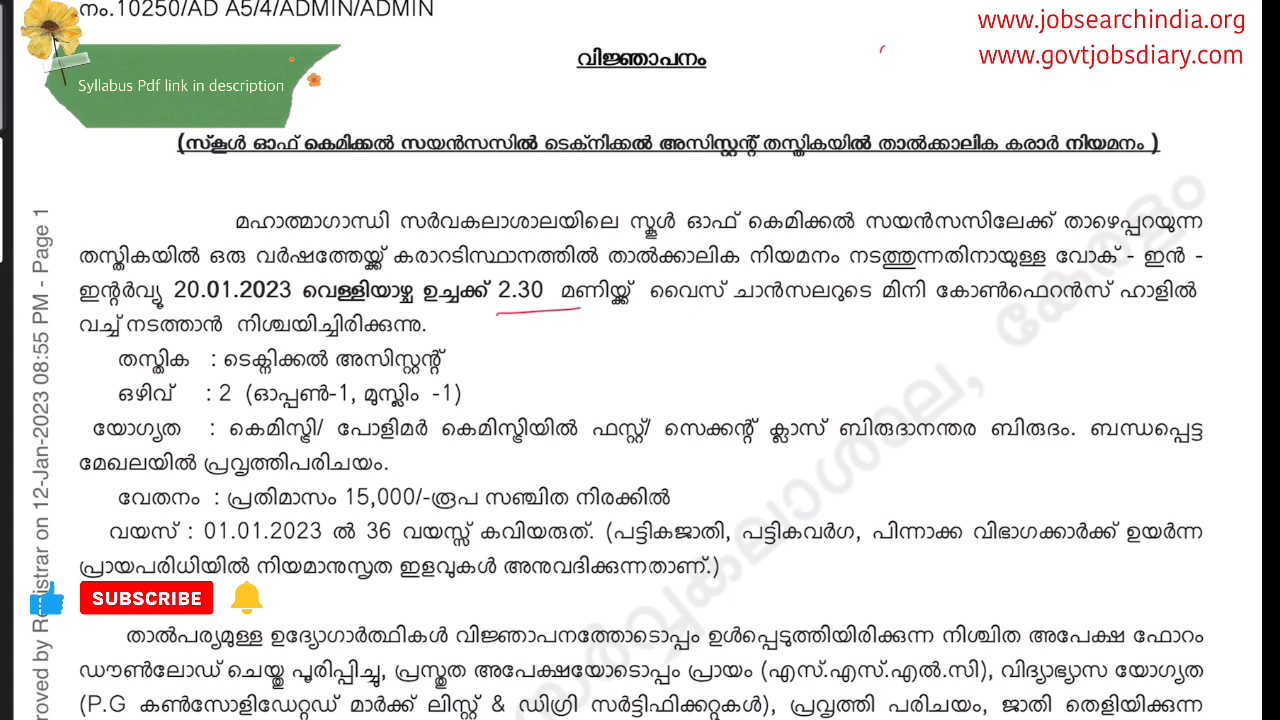 നം.10250/AD A5/4/ADMIN/ADMIN
www.jobsearchindia.org
www.govtjobsdiary.com
Syllabus Pdf link in description
വിജ്ഞാപനം
(സ്കൂൾ ഓഫ് കെമിക്കൽ സയൻസസിൽ ടെക്നിക്കൽ അസിസ്റ്റന്റ് തസ്തികയിൽ താൽക്കാലിക കരാർ നിയമനം )
മഹാത്മാഗാന്ധി സർവകലാശാലയിലെ സ്കൂൾ ഓഫ് കെമിക്കൽ സയൻസസിലേക്ക് താഴെപ്പറയുന്ന
തസ്തികയിൽ ഒരു വർഷത്തേയ്ക്ക് കരാറടിസ്ഥാനത്തിൽ താൽക്കാലിക നിയമനം നടത്തുന്നതിനായുള്ള വോക് - ഇൻ -
ഇന്റർവ്യൂ 20.01.2023 വെള്ളിയാഴ്ച ഉച്ചക്ക് 2.30 മണിയ്ക്ക് വൈസ് ചാൻസലറുടെ മിനി കോൺഫെറൻസ് ഹാളിൽ
വച്ച് നടത്താൻ നിശ്ചയിച്ചിരിക്കുന്നു.
തസ്തിക : ടെക്നിക്കൽ അസിസ്റ്റന്റ്
ഒഴിവ് : 2 (ഓപ്പൺ-1, മുസ്ലിം -1)
യോഗ്യത : കെമിസ്ട്രി/ പോളിമർ കെമിസ്ട്രിയിൽ ഫസ്റ്റ്/ സെക്കന്റ് ക്ലാസ് ബിരുദാനന്തര ബിരുദം. ബന്ധപ്പെട്ട
മേഖലയിൽ പ്രവൃത്തിപരിചയം.
വേതനം : പ്രതിമാസം 15,000/-രൂപ സഞ്ചിത നിരക്കിൽ
വയസ് : 01.01.2023 ൽ 36 വയസ്സ് കവിയരുത്. (പട്ടികജാതി, പട്ടികവർഗ, പിന്നാക്ക വിഭാഗക്കാർക്ക് ഉയർന്ന
പ്രായപരിധിയിൽ നിയമാനുസൃത ഇളവുകൾ അനുവദിക്കുന്നതാണ്.)
SUBSCRIBE
താൽപര്യമുള്ള ഉദ്യോഗാർത്ഥികൾ വിജ്ഞാപനത്തോടൊപ്പം ഉൾപ്പെടുത്തിയിരിക്കുന്ന നിശ്ചിത അപേക്ഷ ഫോറം
ഡൗൺലോഡ് ചെയ്തു പൂരിപ്പിച്ചു, പ്രസ്തുത അപേക്ഷയോടൊപ്പം പ്രായം (എസ്.എസ്.എൽ.സി), വിദ്യാഭ്യാസ യോഗ്യത
(P.G കൺസോളിഡേറ്റഡ് മാർക്ക് ലിസ്റ്റ് & ഡിഗ്രി സർട്ടിഫിക്കറ്റുകൾ), പ്രവൃത്തി പരിചയം, ജാതി തെളിയിക്കുന്ന
roved by Registrar on 12-Jan-2023 08:55 PM - Page 1
കേരളം